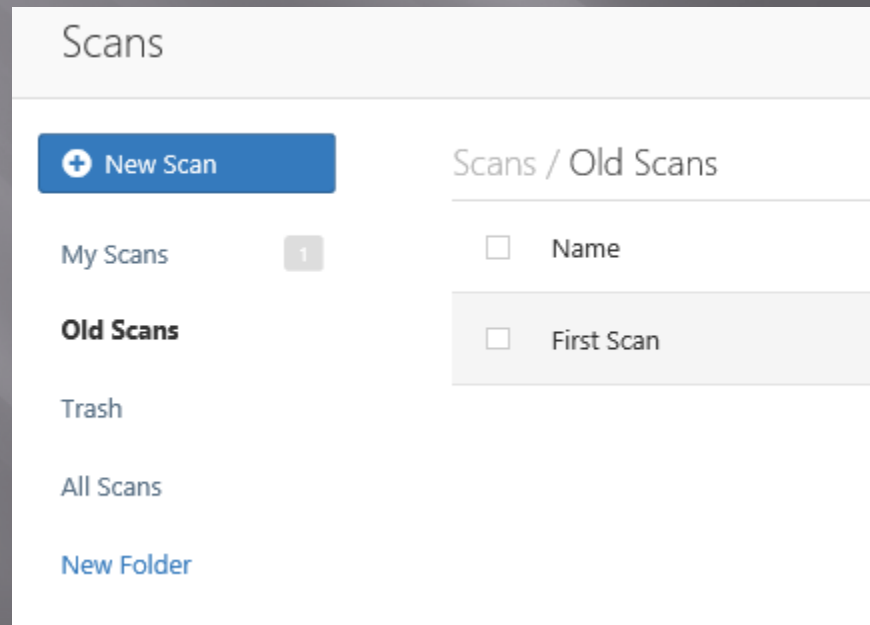 Scans
New Scan
My Scans 1
Old Scans
Trash
All Scans
New Folder
Scans / Old Scans
Name
First Scan